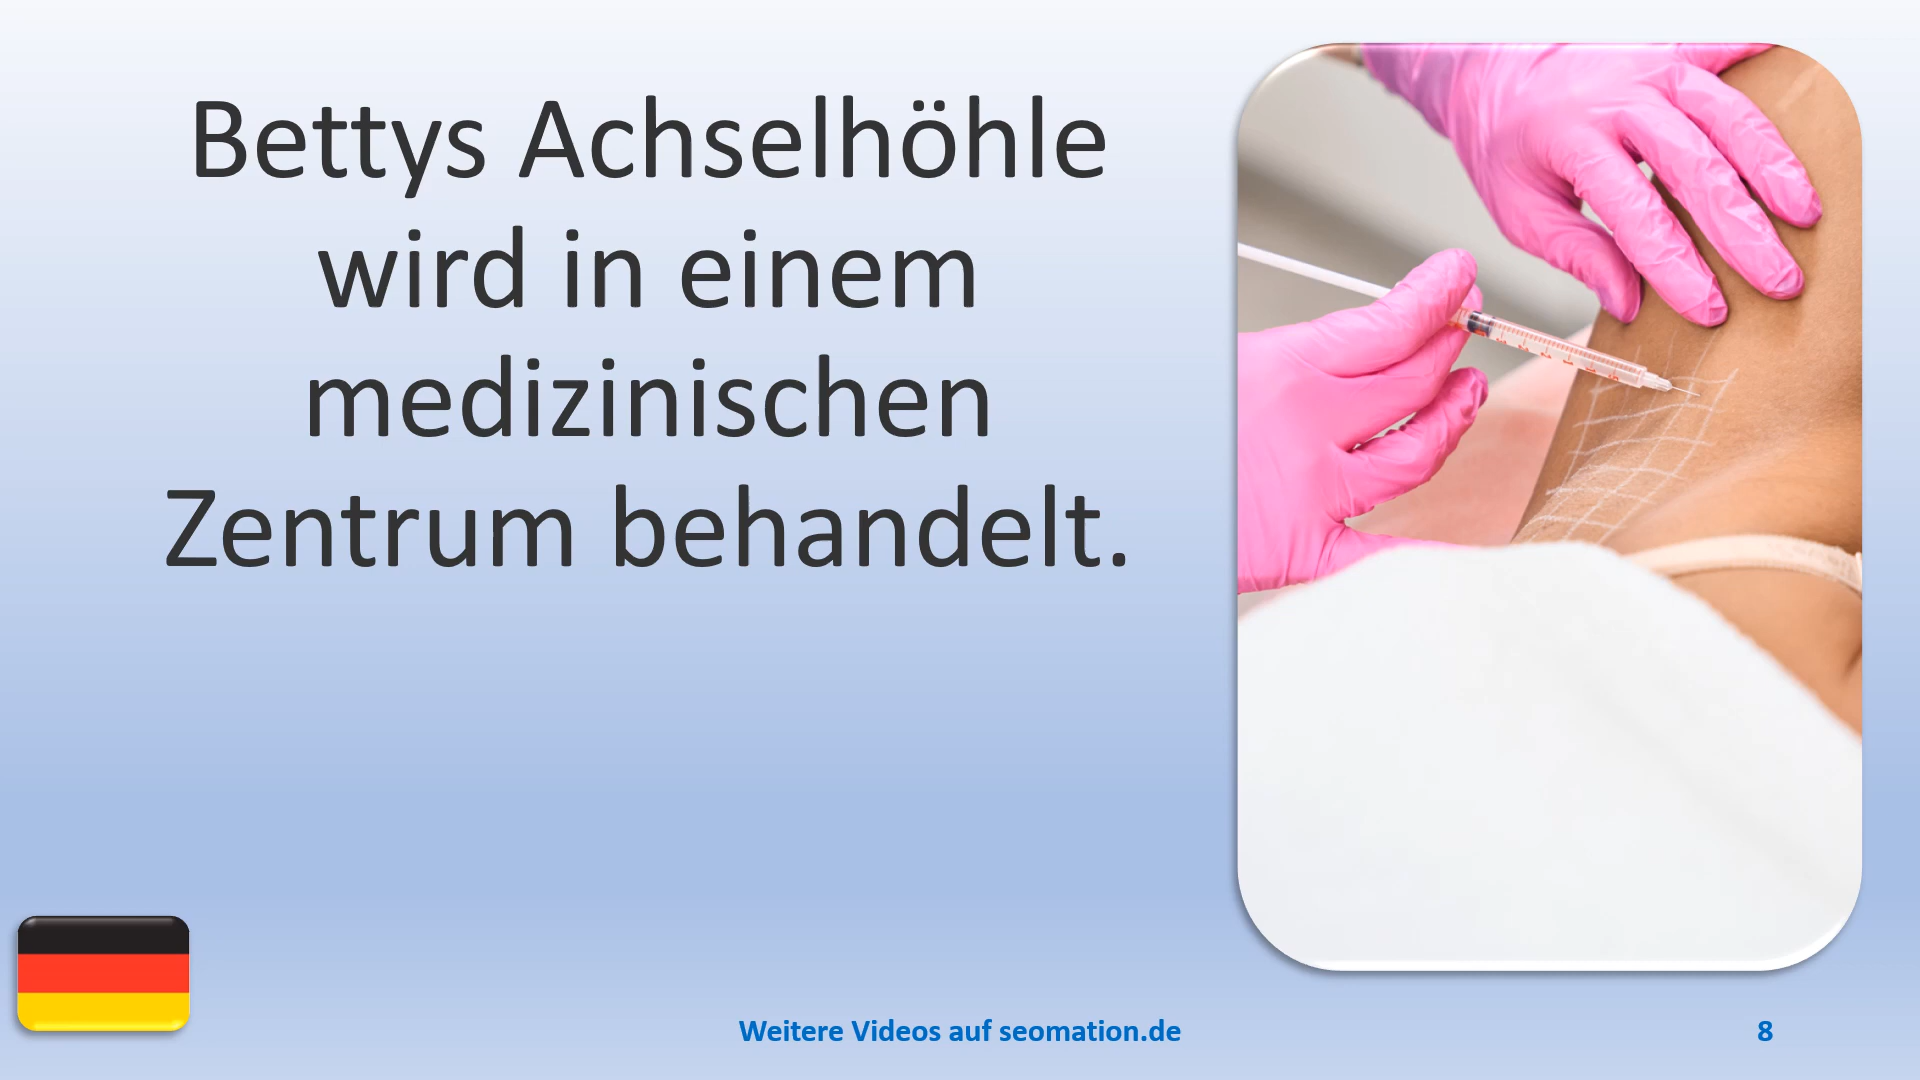 Bettys Achselhöhle
wird in einem
medizinischen
Zentrum behandelt.
Weitere Videos auf seomation.de
8